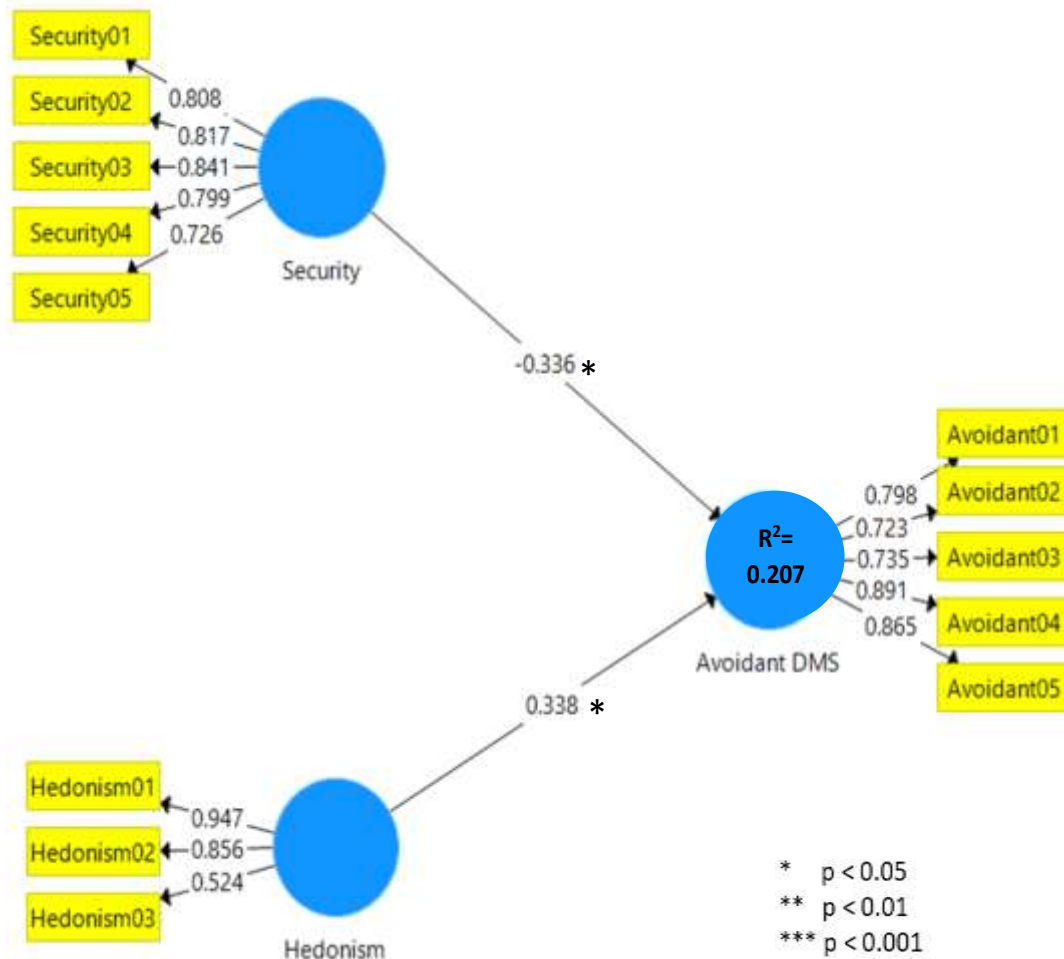 Security01
Security02
Security03
Security04
Security05
0.808
0.817
0.841
0.799
0.726
Security
-0.336 *
Avoidant01
Avoidant02
Avoidant03
Avoidant04
Avoidant05
0.798
0.723
0.735
0.891
0.865
R²=
0.207
Avoidant DMS
0.338 *
Hedonism01
Hedonism02
Hedonism03
0.947
0.856
0.524
Hedonism
* p < 0.05
** p < 0.01
*** p < 0.001